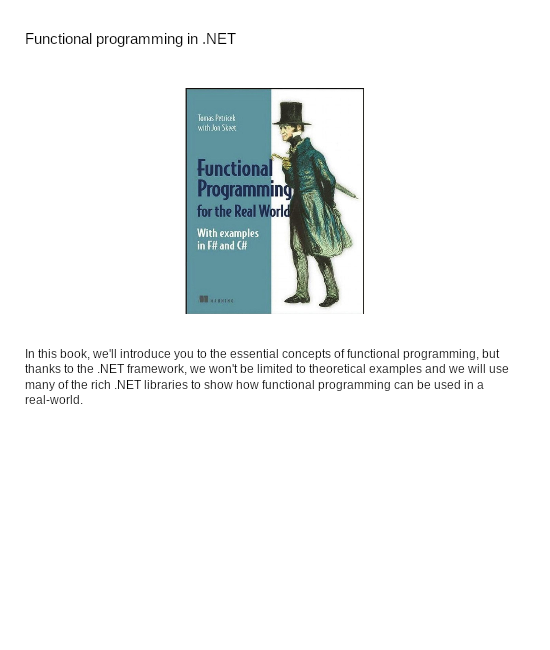 Functional programming in .NET
Tomas Petricek
with Jon Skeet
Functional
Programming
for the Real World
With examples
in F# and C#
MANNING
In this book, we'll introduce you to the essential concepts of functional programming, but
thanks to the .NET framework, we won't be limited to theoretical examples and we will use
many of the rich .NET libraries to show how functional programming can be used in a
real-world.